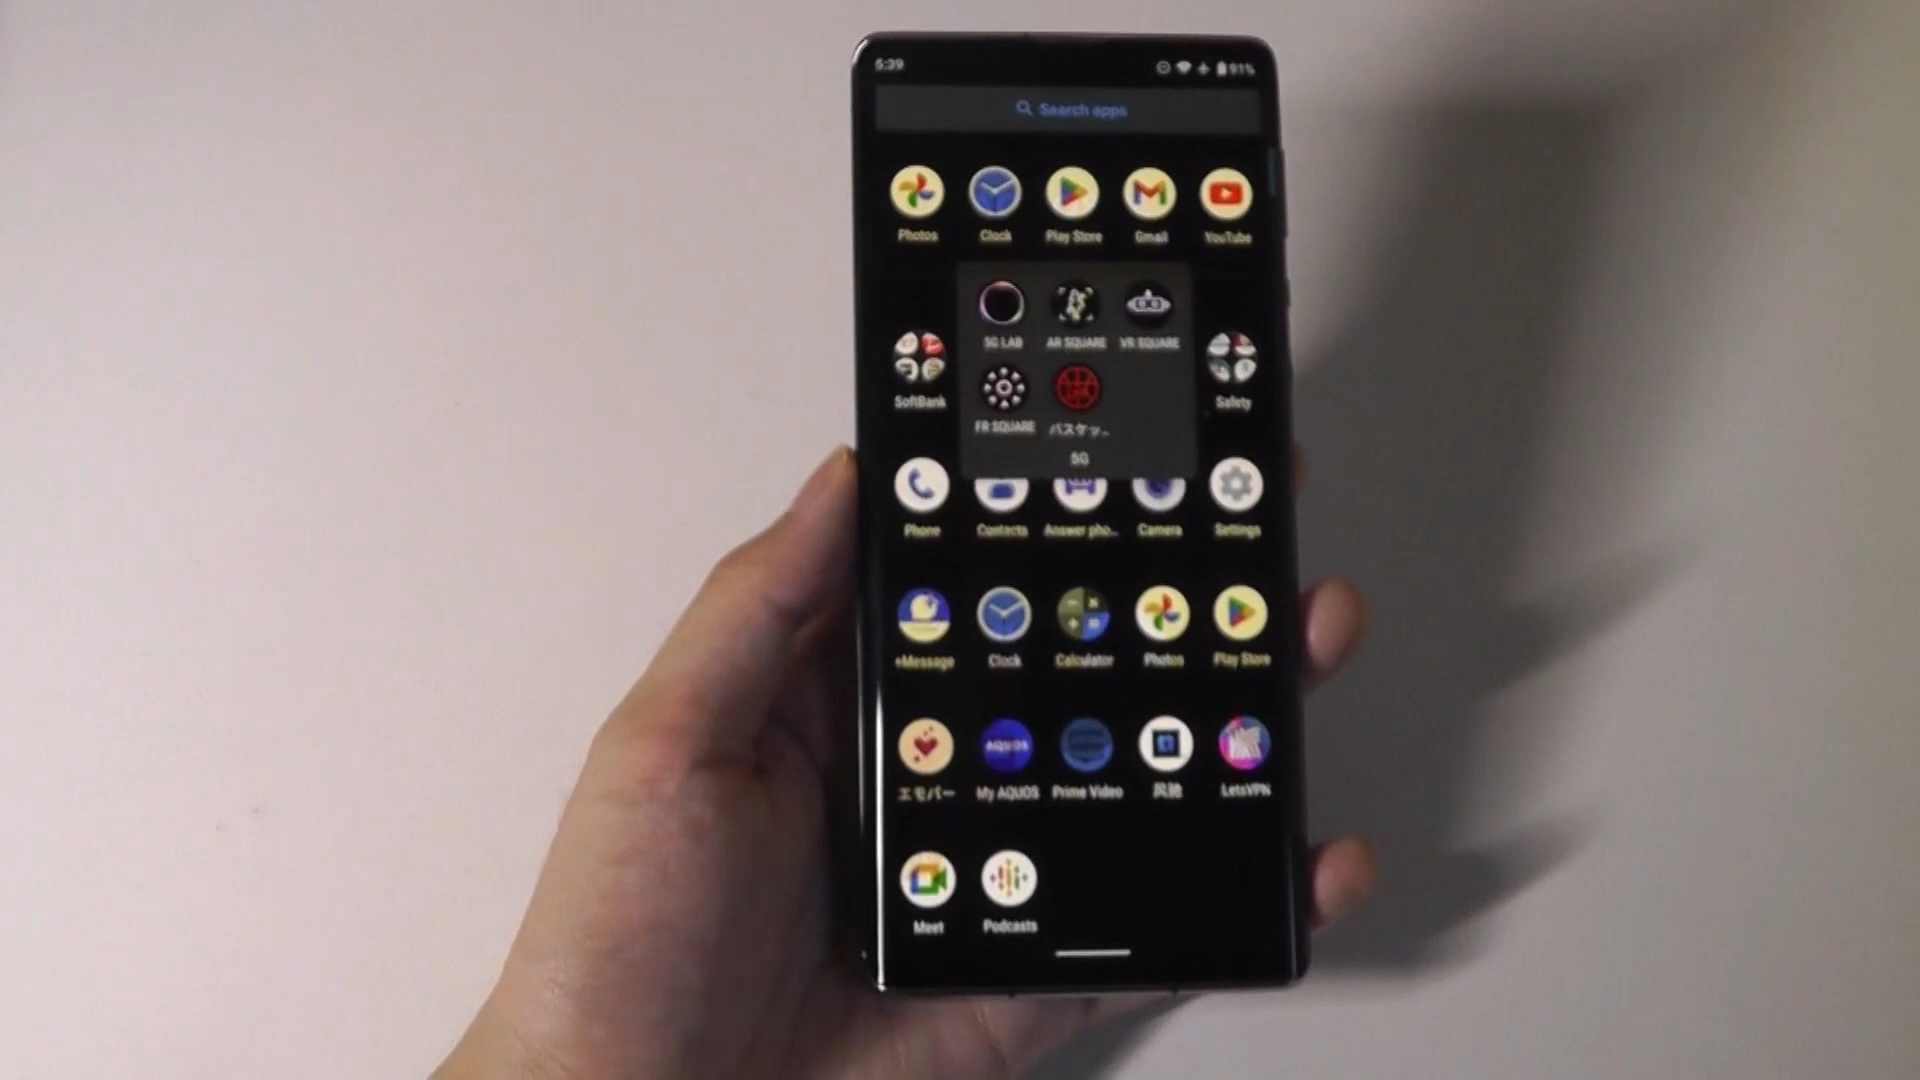 5:39 91%
Search apps
Photos Clock Play Store Gmail YouTube
5G LAB AR SQUARE VR SQUARE
SoftBank Safety
FR SQUARE バスケッ…
5G
Phone Contacts Answer pho… Camera Settings
+Message Clock Calculator Photos Play Store
AQUOS
エモパー My AQUOS Prime Video LetsVPN
Meet Podcasts